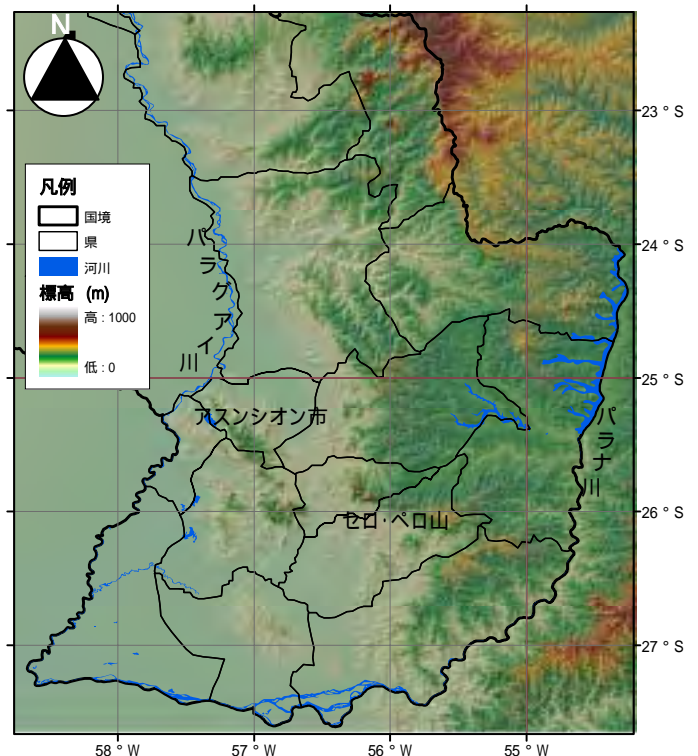 N
23 ° S
凡例
国境
県
河川
標高 (m)
高 : 1000
低 : 0
24 ° S
パラグアイ川
25 ° S
アスンシオン市
パラナ川
26 ° S
セロ・ペロ山
27 ° S
58 ° W
57 ° W
56 ° W
55 ° W